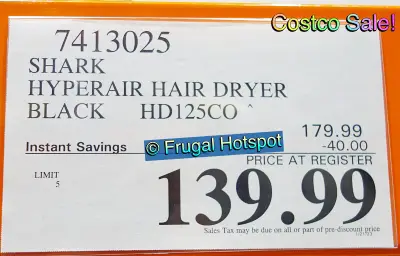 Costco Sale!
7413025
SHARK
HYPERAIR HAIR DRYER
BLACK HD125CO ^
179.99
Instant Savings -40.00
© Frugal Hotspot
PRICE AT REGISTER
LIMIT
5
139.99
Sales Tax may be due on all or part of pre-discount price